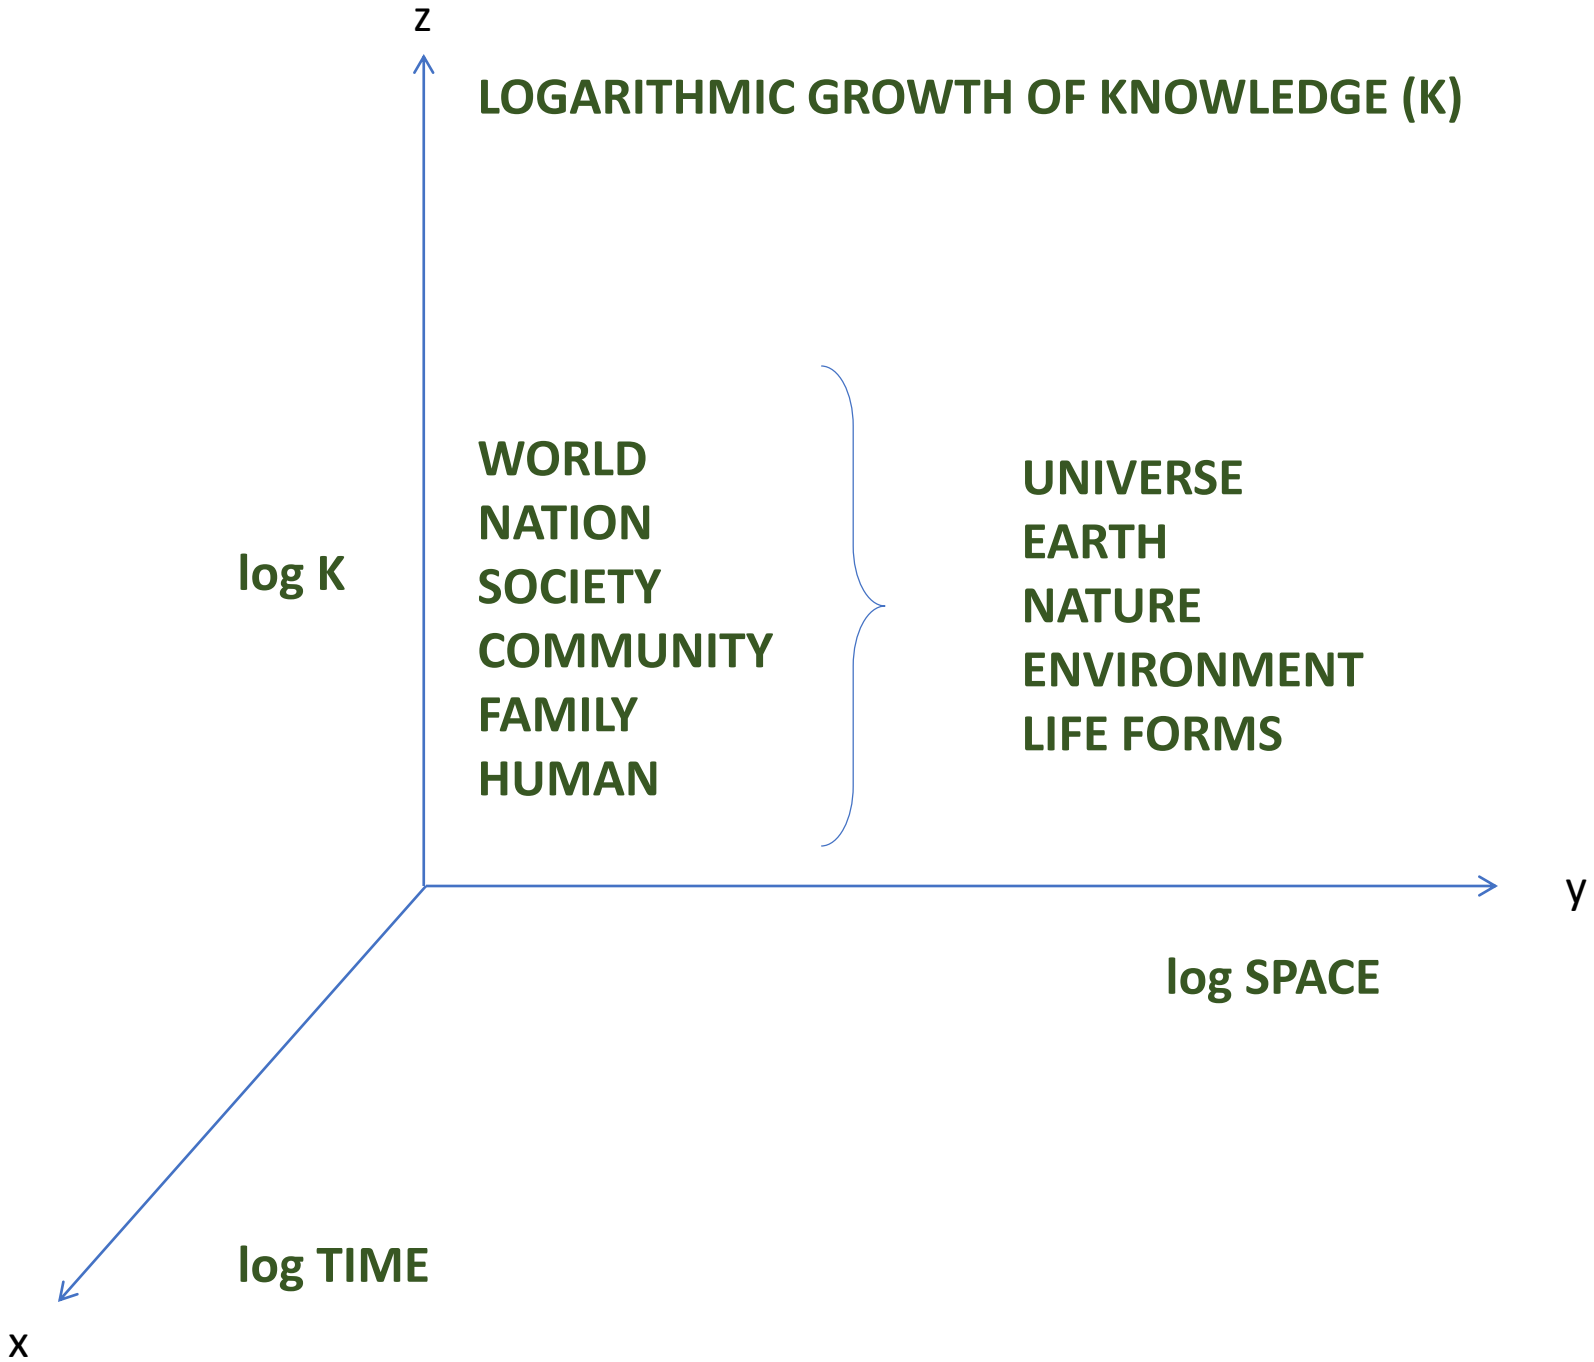 z
LOGARITHMIC GROWTH OF KNOWLEDGE (K)
log K
WORLD
NATION
SOCIETY
COMMUNITY
FAMILY
HUMAN
UNIVERSE
EARTH
NATURE
ENVIRONMENT
LIFE FORMS
y
log SPACE
log TIME
x